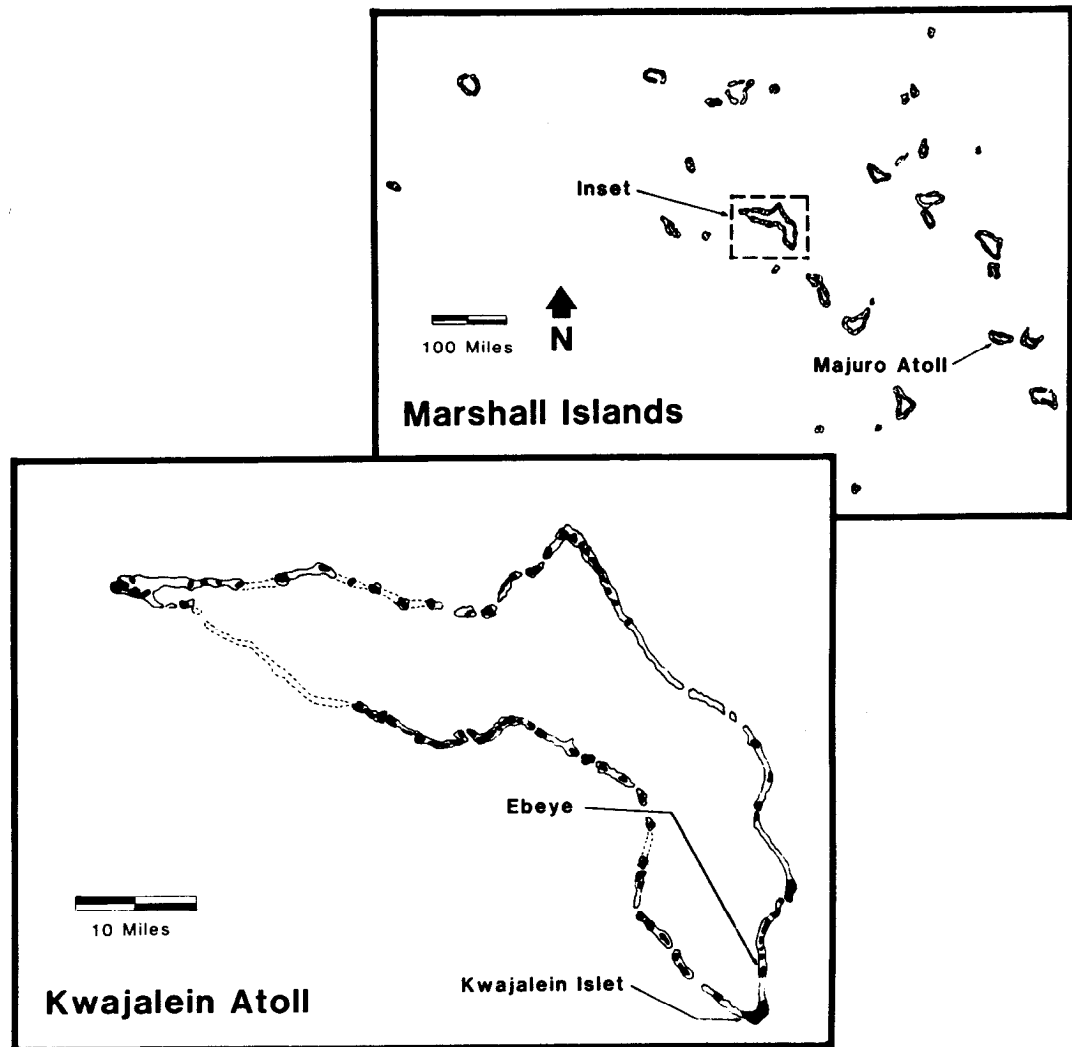 Inset
100 Miles
N
Majuro Atoll
Marshall Islands
Ebeye
10 Miles
Kwajalein Islet
Kwajalein Atoll